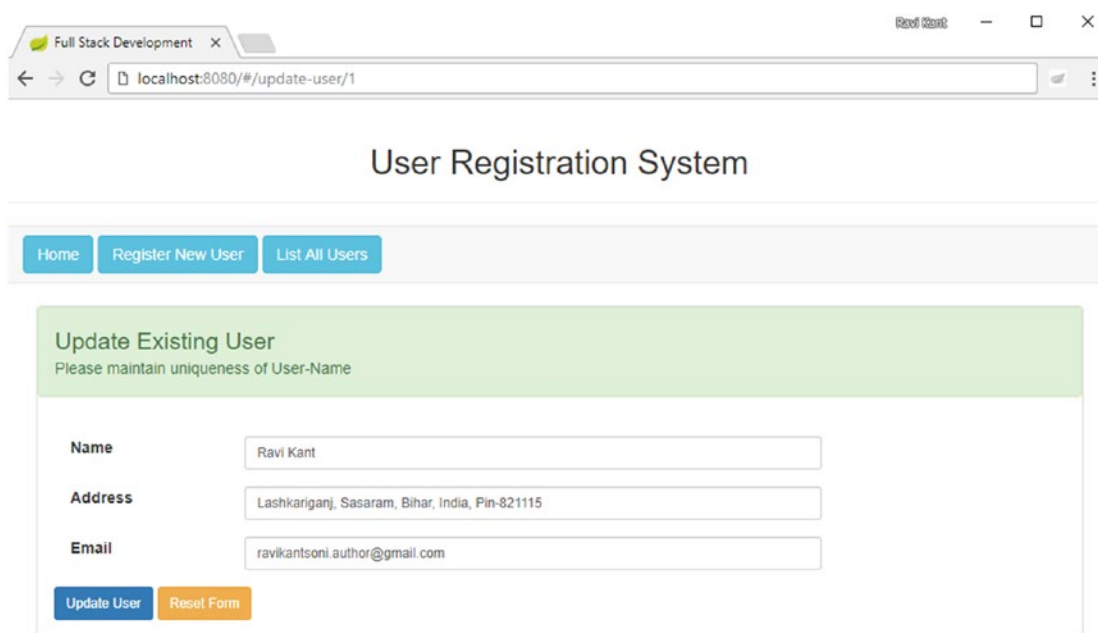 Full Stack Development
Ravi Kant
localhost:8080/#/update-user/1
User Registration System
Home Register New User List All Users
Update Existing User
Please maintain uniqueness of User-Name
Name Ravi Kant
Address Lashkariganj, Sasaram, Bihar, India, Pin-821115
Email ravikantsoni.author@gmail.com
Update User Reset Form